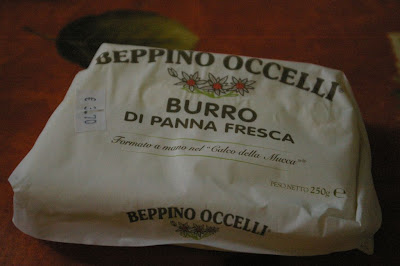 BEPPINO OCCELLI
BURRO
DI PANNA FRESCA
Formato a mano nel "Calco della Mucca"
PESO NETTO 250g e
BEPPINO OCCELLI